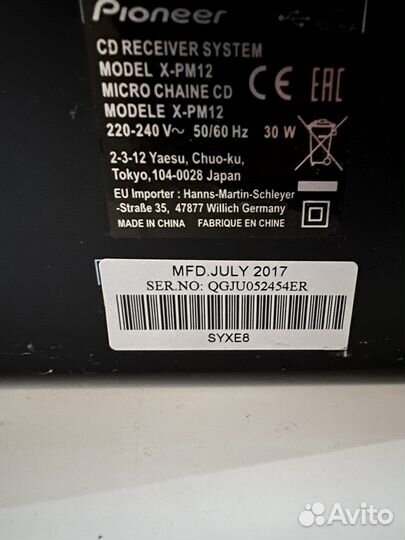 Pioneer
CD RECEIVER SYSTEM
MODEL X-PM12
MICRO CHAINE CD
MODELE X-PM12
220-240 V~ 50/60 Hz 30 W
CE EAC
2-3-12 Yaesu, Chuo-ku,
Tokyo,104-0028 Japan
EU Importer : Hanns-Martin-Schleyer
-Straße 35, 47877 Willich Germany
MADE IN CHINA FABRIQUE EN CHINE
MFD.JULY 2017
SER.NO: QGJU052454ER
SYXE8
Avito